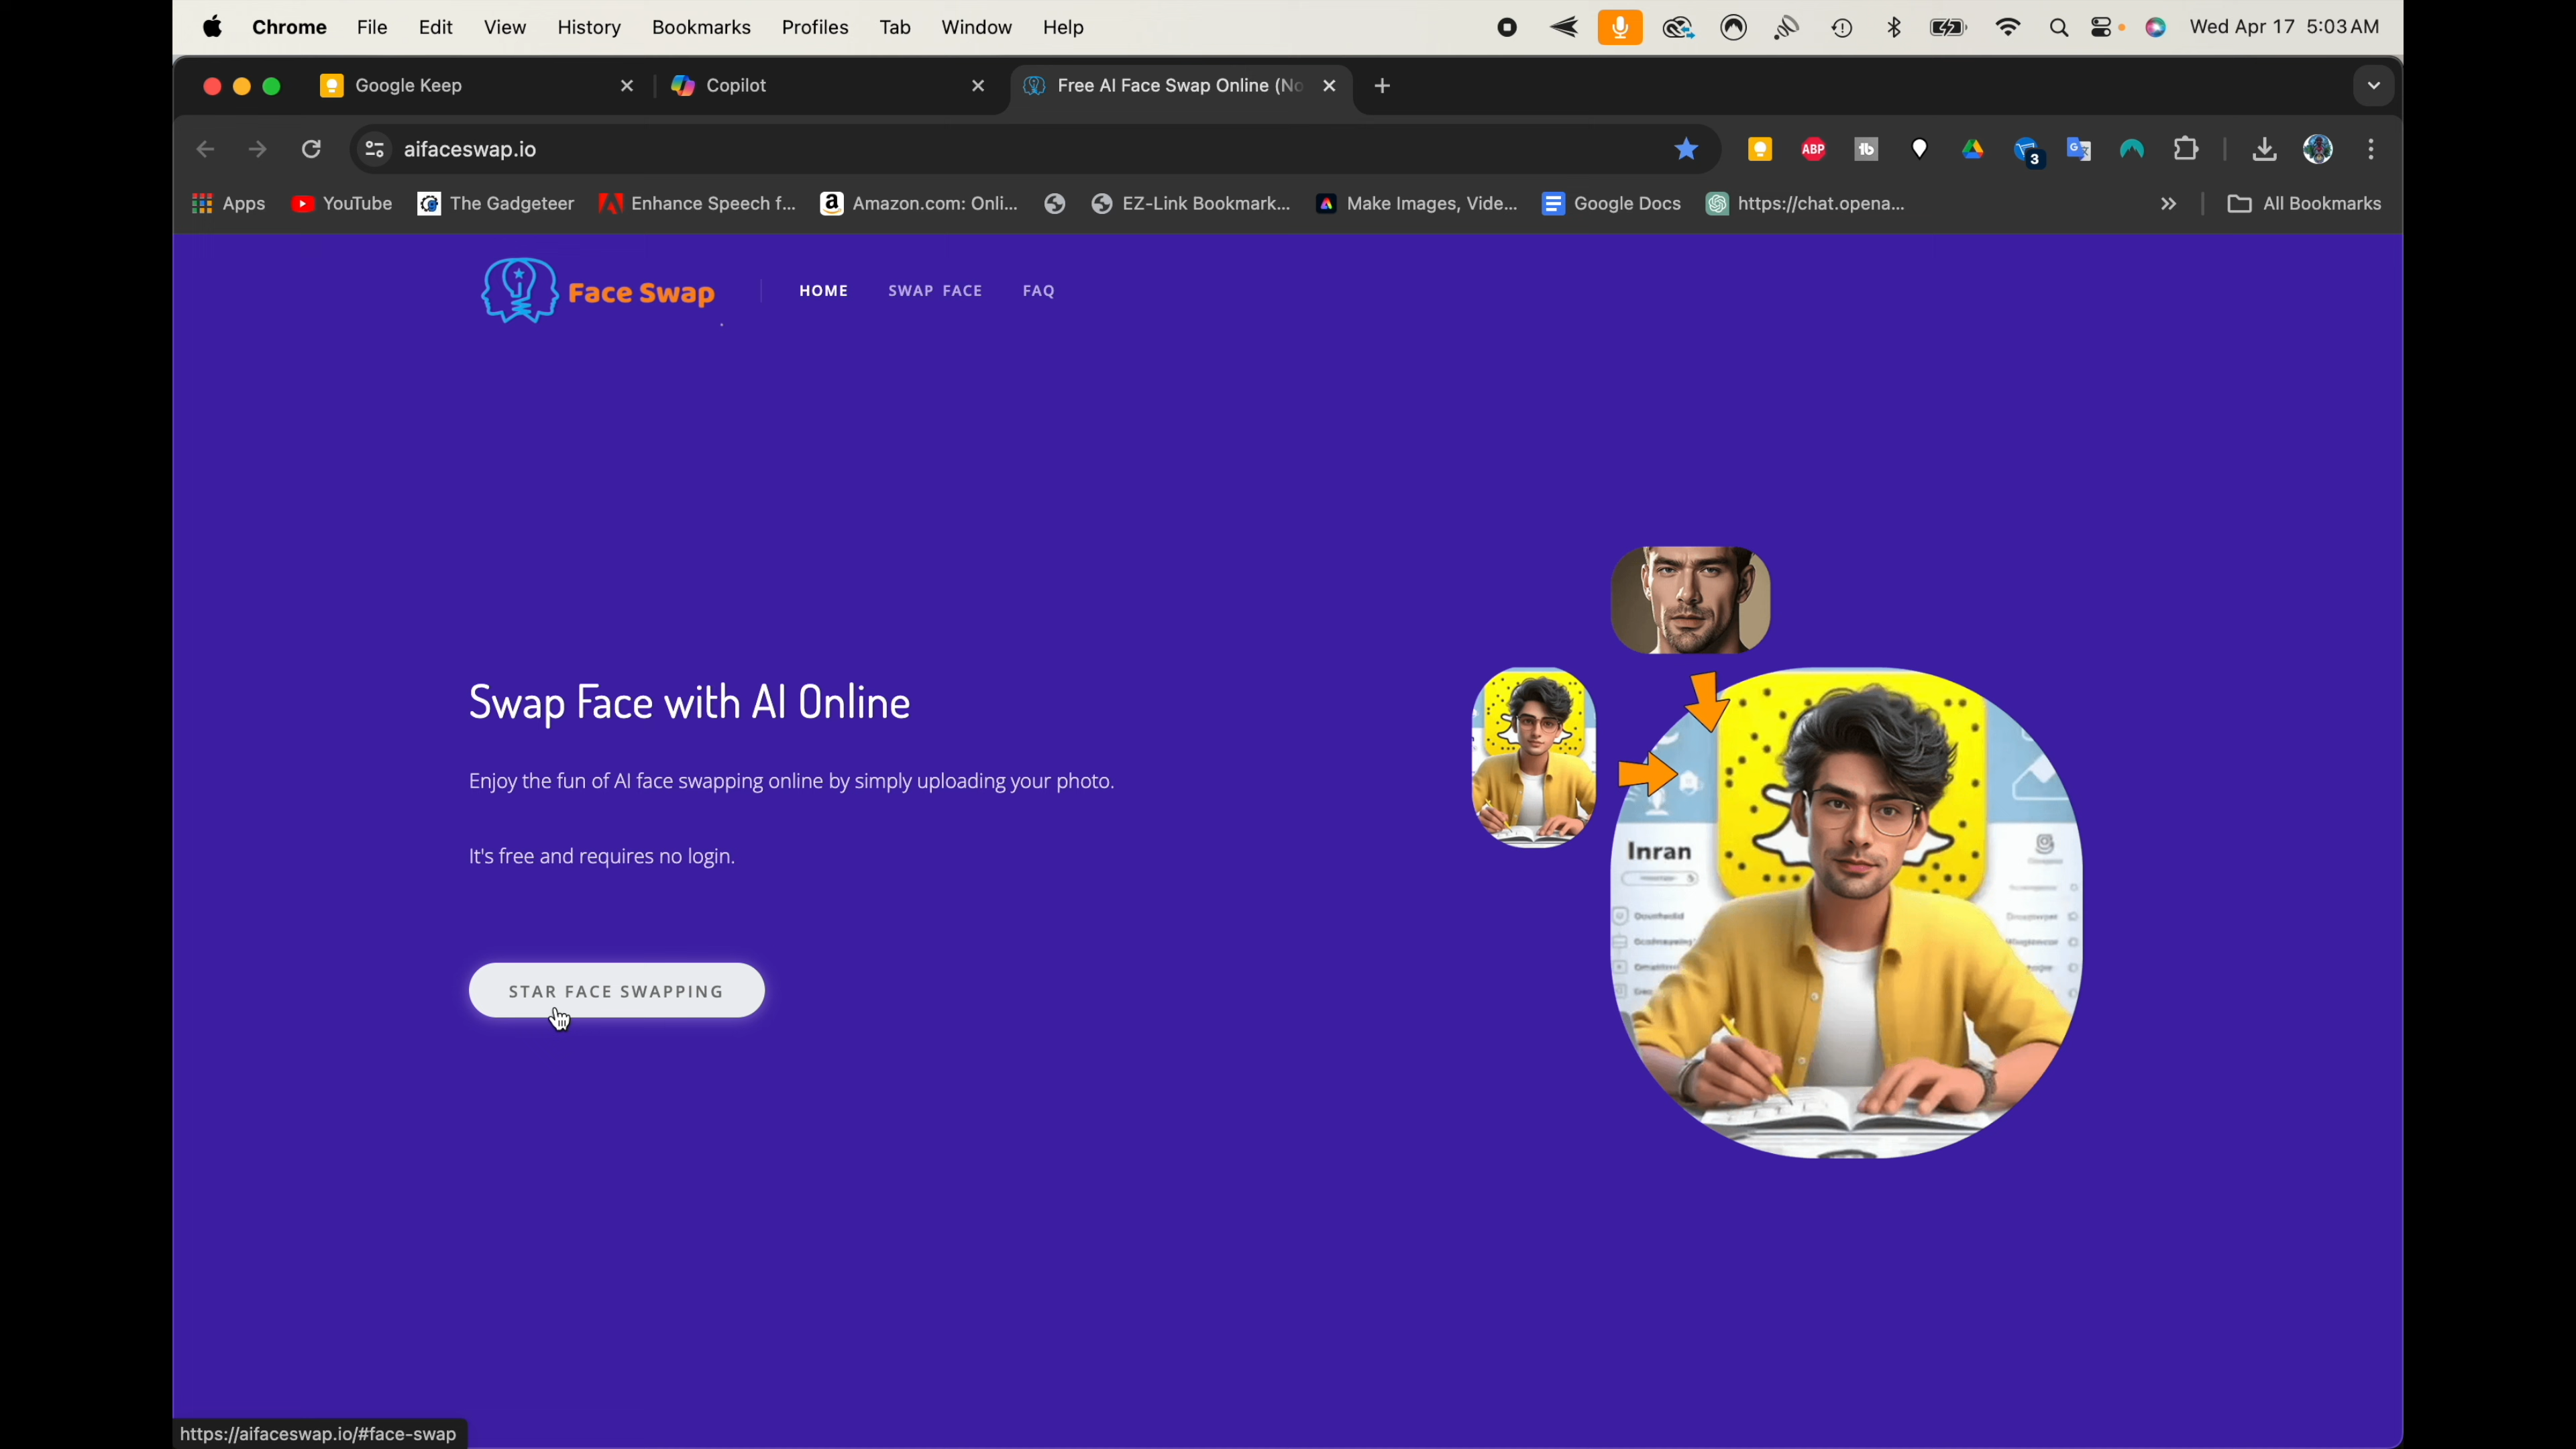 Chrome File Edit View History Bookmarks Profiles Tab Window Help Wed Apr 17 5:03 AM
Google Keep Copilot Free AI Face Swap Online (No
aifaceswap.io ABP tb 3
Apps YouTube The Gadgeteer Enhance Speech f... Amazon.com: Onli... EZ-Link Bookmark... Make Images, Vide... Google Docs https://chat.opena... » All Bookmarks
Face Swap HOME SWAP FACE FAQ
Swap Face with AI Online
Enjoy the fun of AI face swapping online by simply uploading your photo.
It's free and requires no login.
STAR FACE SWAPPING
Inran
https://aifaceswap.io/#face-swap